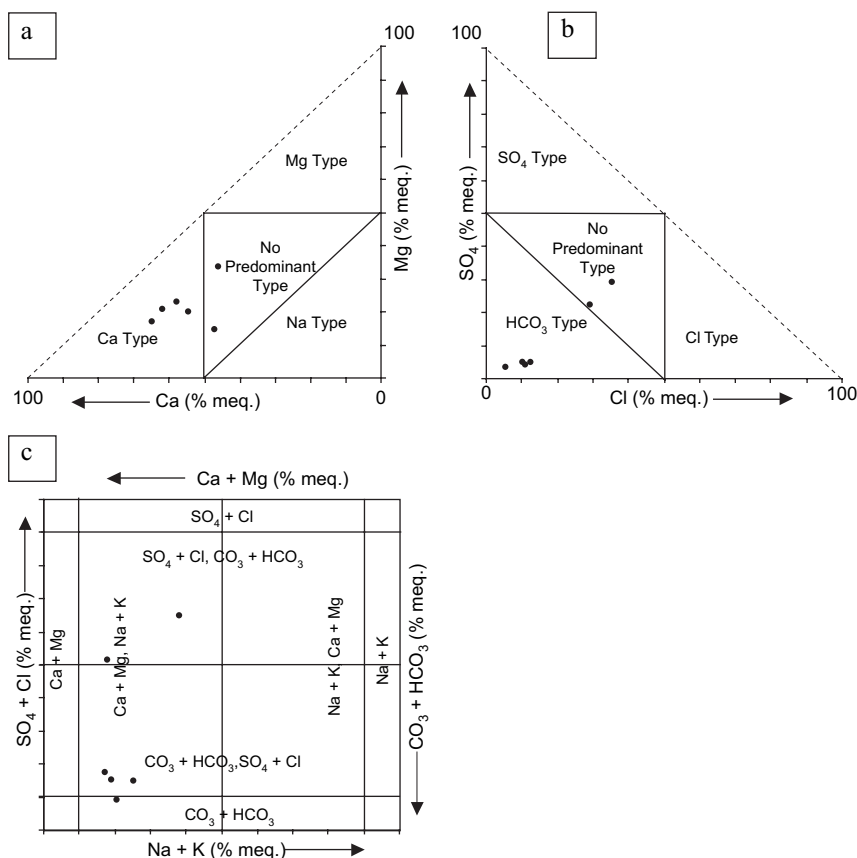 a
100
Mg (% meq.)
Mg Type
No
Predominant
Type
Na Type
Ca Type
100
Ca (% meq.)
0
b
100
SO₄ (% meq.)
SO₄ Type
No
Predominant
Type
HCO₃ Type
Cl Type
0
Cl (% meq.)
100
c
Ca + Mg (% meq.)
SO₄ + Cl
SO₄ + Cl, CO₃ + HCO₃
SO₄ + Cl (% meq.)
Ca + Mg
Ca + Mg, Na + K
Na + K, Ca + Mg
Na + K
CO₃ + HCO₃ (% meq.)
CO₃ + HCO₃,SO₄ + Cl
CO₃ + HCO₃
Na + K (% meq.)